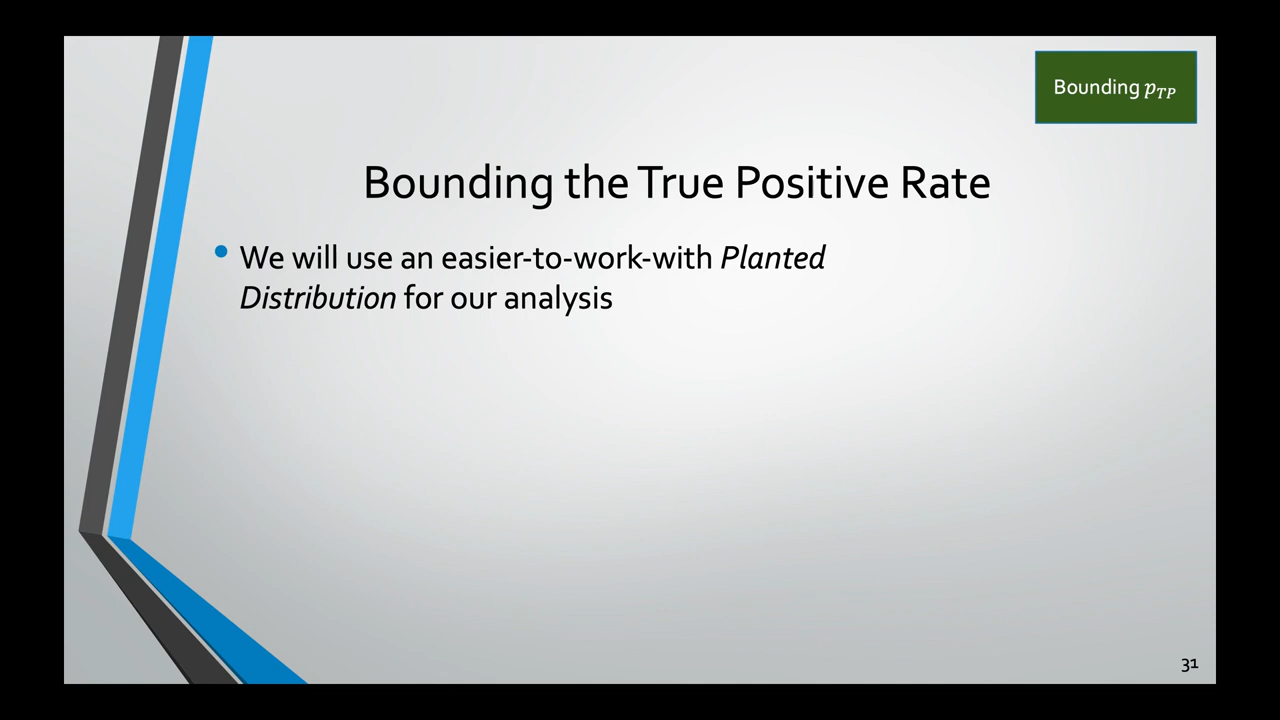 Bounding p_TP
Bounding the True Positive Rate
• We will use an easier-to-work-with Planted
Distribution for our analysis
31